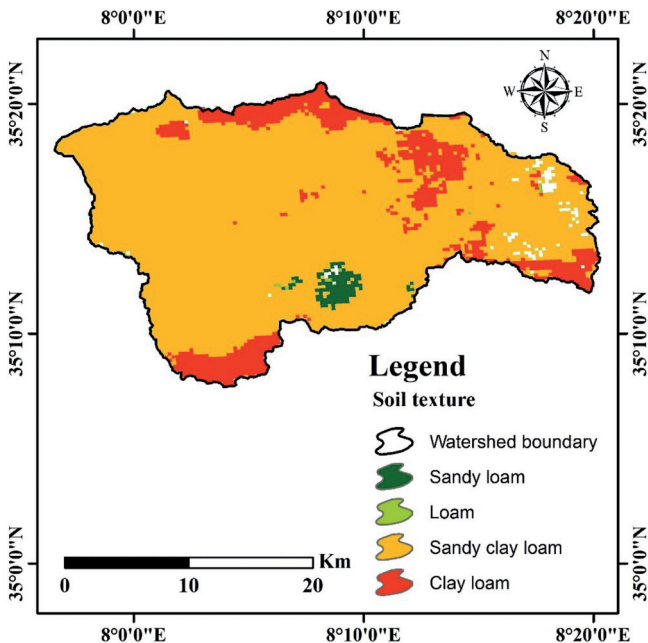 8°0'0"E 8°10'0"E 8°20'0"E
N
W E
S
35°20'0"N 35°20'0"N
35°10'0"N 35°10'0"N
35°0'0"N 35°0'0"N
Legend
Soil texture
Watershed boundary
Sandy loam
Loam
Sandy clay loam
Clay loam
Km
0 10 20
8°0'0"E 8°10'0"E 8°20'0"E